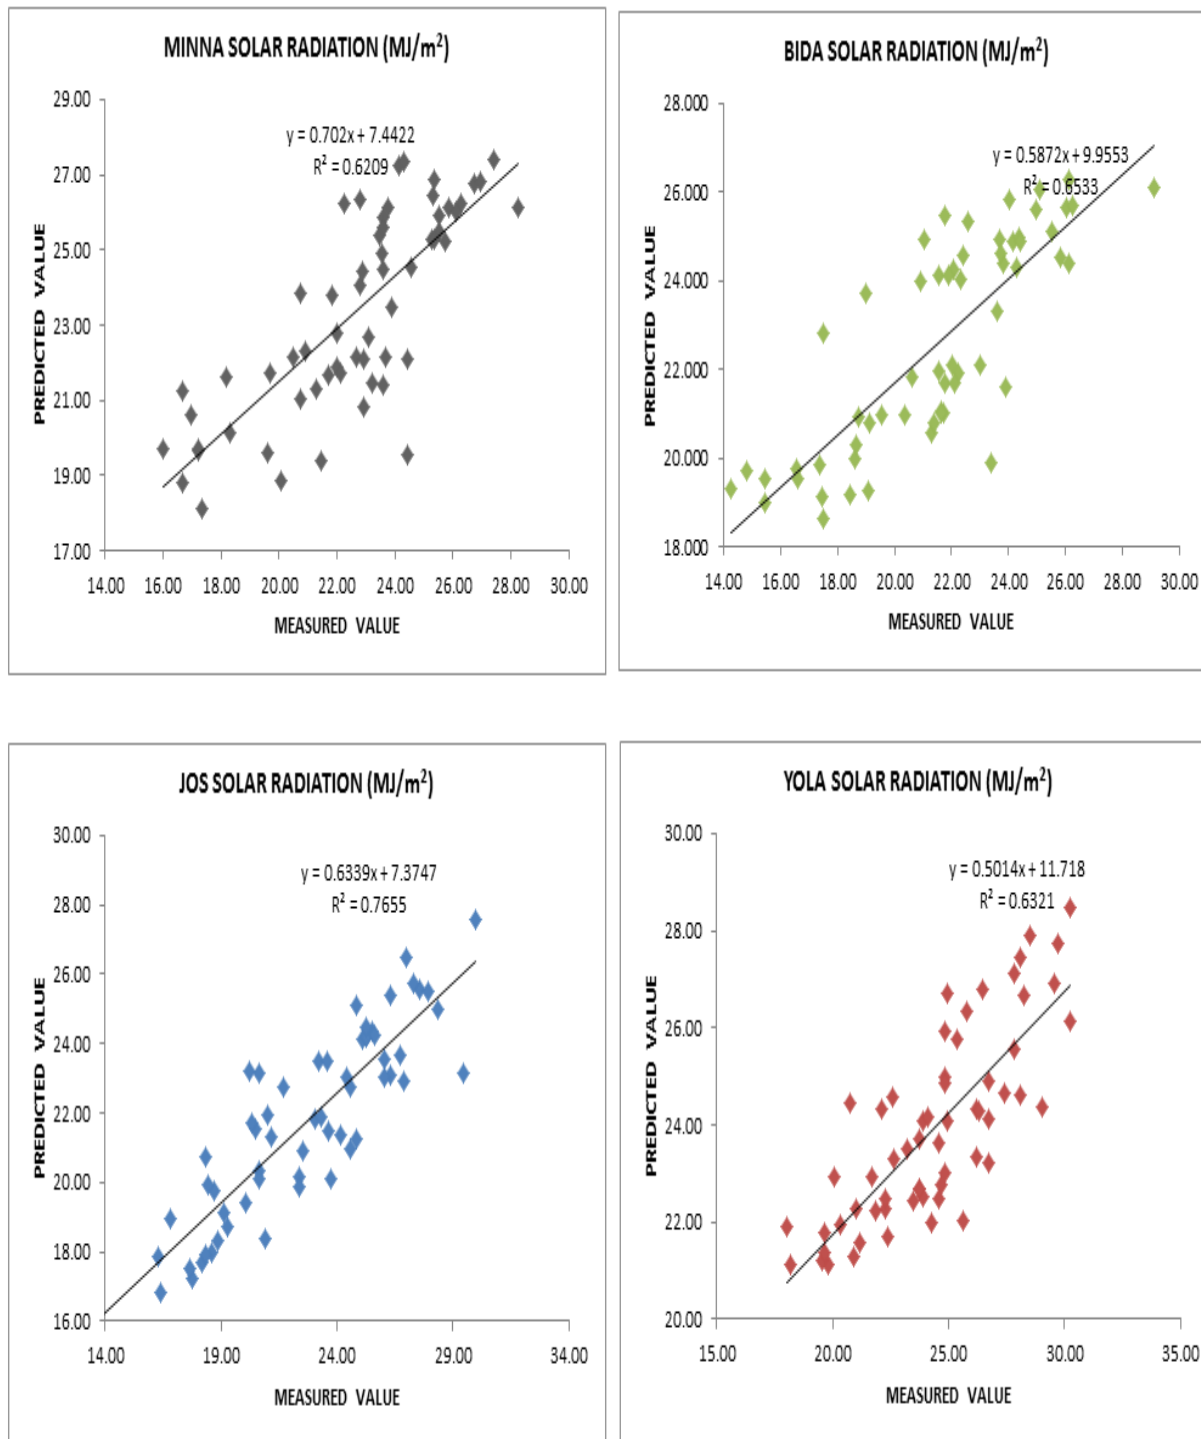 MINNA SOLAR RADIATION (MJ/m²)
29.00
27.00
25.00
23.00
21.00
19.00
17.00
PREDICTED VALUE
y = 0.702x + 7.4422
R² = 0.6209
14.00 16.00 18.00 20.00 22.00 24.00 26.00 28.00 30.00
MEASURED VALUE
BIDA SOLAR RADIATION (MJ/m²)
28.000
26.000
24.000
22.000
20.000
18.000
PREDICTED VALUE
y = 0.5872x + 9.9553
R² = 0.6533
14.00 16.00 18.00 20.00 22.00 24.00 26.00 28.00 30.00
MEASURED VALUE
JOS SOLAR RADIATION (MJ/m²)
30.00
28.00
26.00
24.00
22.00
20.00
18.00
16.00
PREDICTED VALUE
y = 0.6339x + 7.3747
R² = 0.7655
14.00 19.00 24.00 29.00 34.00
MEASURED VALUE
YOLA SOLAR RADIATION (MJ/m²)
30.00
28.00
26.00
24.00
22.00
20.00
PREDICTED VALUE
y = 0.5014x + 11.718
R² = 0.6321
15.00 20.00 25.00 30.00 35.00
MEASURED VALUE